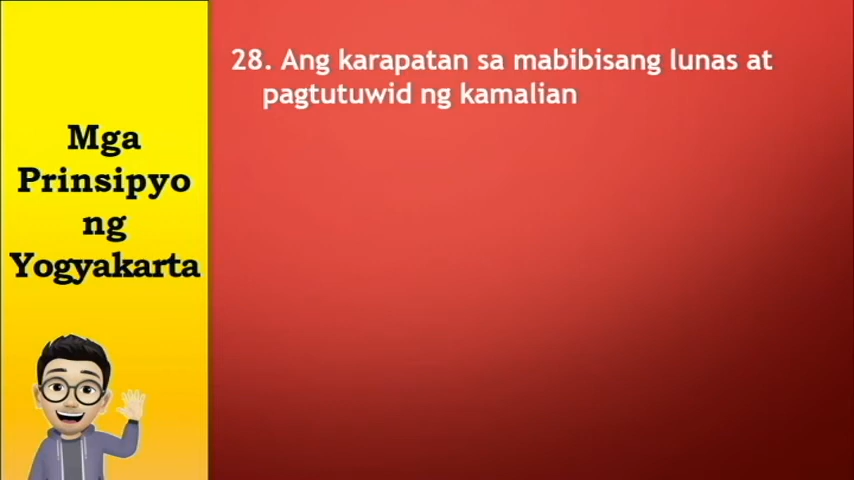 Mga
Prinsipyo
ng
Yogyakarta
28. Ang karapatan sa mabibisang lunas at
pagtutuwid ng kamalian